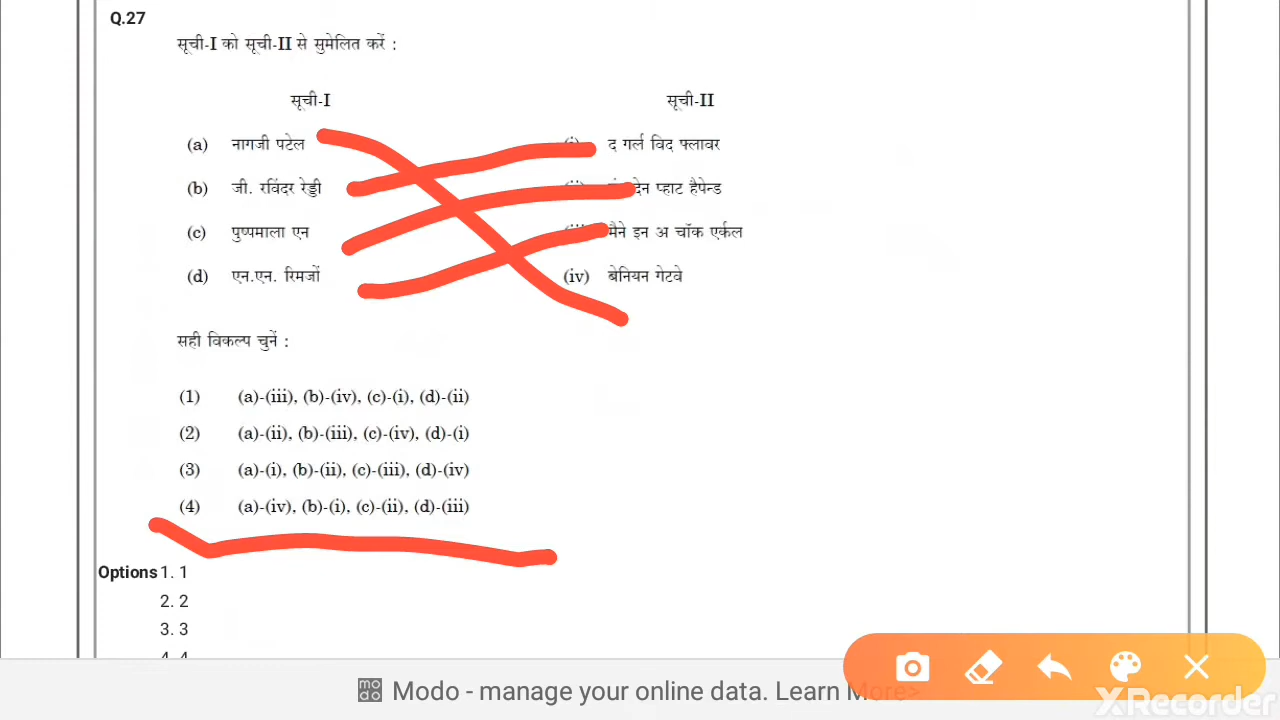 Q.27
सूची-I को सूची-II से सुमेलित करें :
सूची-I सूची-II
(a) नागजी पटेल द गर्ल विद फ्लावर
(b) जी. रविंदर रेड्डी देन प्हाट हैपेन्ड
(c) पुष्पमाला एन मैने इन अ चॉक एर्कल
(d) एन.एन. रिमजों (iv) बेनियन गेटवे
सही विकल्प चुनें :
(1) (a)-(iii), (b)-(iv), (c)-(i), (d)-(ii)
(2) (a)-(ii), (b)-(iii), (c)-(iv), (d)-(i)
(3) (a)-(i), (b)-(ii), (c)-(iii), (d)-(iv)
(4) (a)-(iv), (b)-(i), (c)-(ii), (d)-(iii)
Options 1. 1
2. 2
3. 3
4. 4
Modo - manage your online data. Learn More>
XRecorder